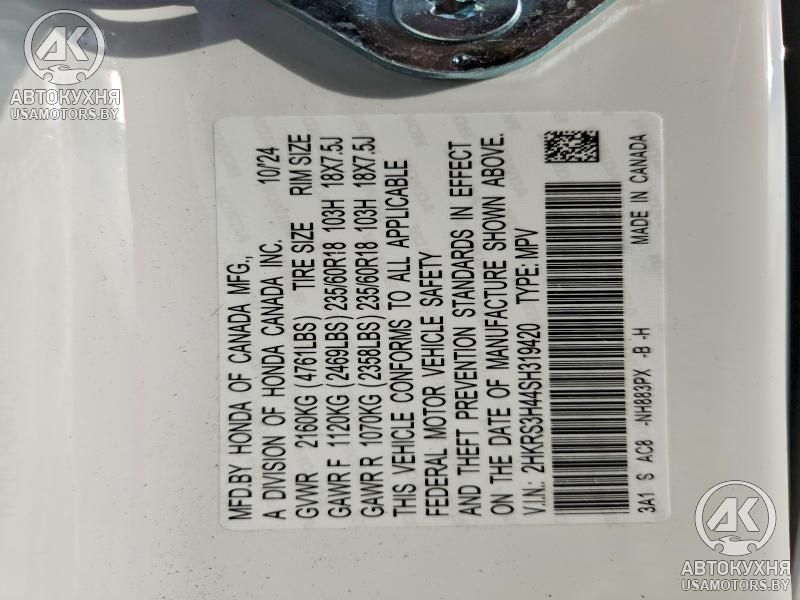 AK
АВТОКУХНЯ
USAMOTORS.BY
MFD.BY HONDA OF CANADA MFG.,
A DIVISION OF HONDA CANADA INC. 10/'24
GVWR 2160KG (4761LBS) TIRE SIZE RIM SIZE
GAWR F 1120KG (2469LBS) 235/60R18 103H 18X7.5J
GAWR R 1070KG (2358LBS) 235/60R18 103H 18X7.5J
THIS VEHICLE CONFORMS TO ALL APPLICABLE
FEDERAL MOTOR VEHICLE SAFETY
AND THEFT PREVENTION STANDARDS IN EFFECT
ON THE DATE OF MANUFACTURE SHOWN ABOVE.
V.I.N.: 2HKRS3H44SH319420 TYPE: MPV
3A1 S AC8 -NH883PX -B -H MADE IN CANADA
AK
АВТОКУХНЯ
USAMOTORS.BY